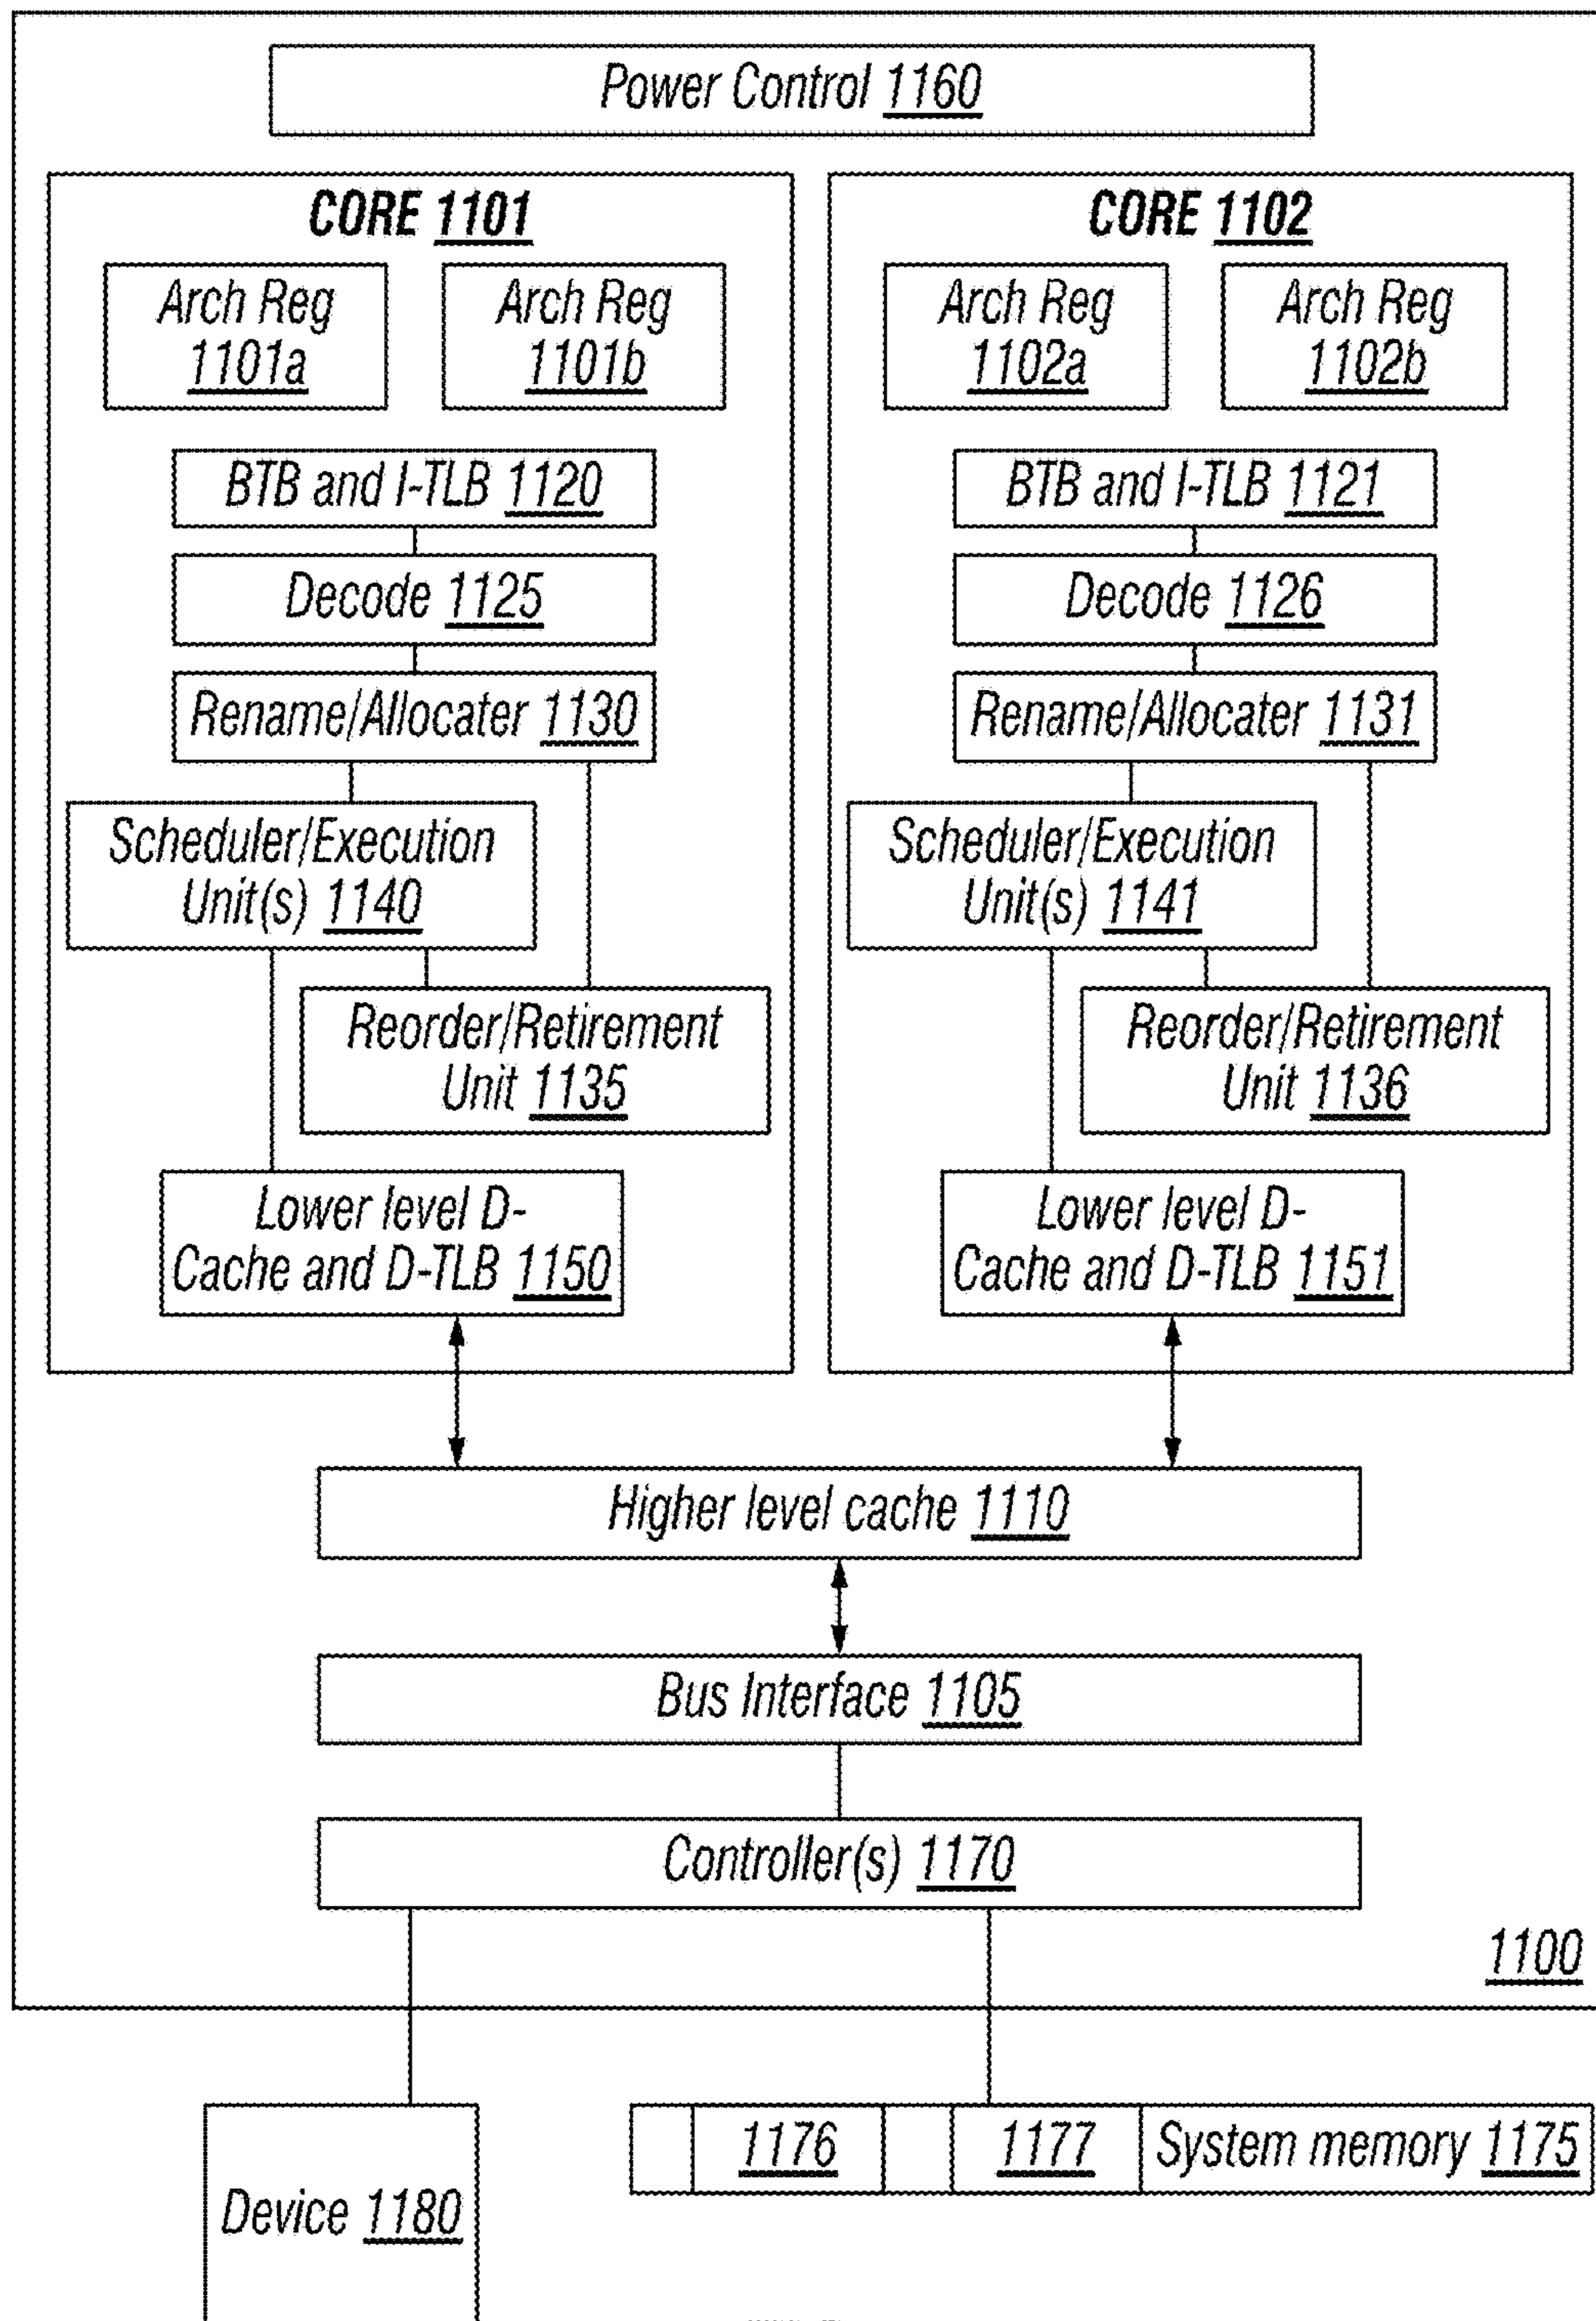 Power Control 1160
CORE 1101
Arch Reg
1101a
Arch Reg
1101b
BTB and I-TLB 1120
Decode 1125
Rename/Allocater 1130
Scheduler/Execution
Unit(s) 1140
Reorder/Retirement
Unit 1135
Lower level D-
Cache and D-TLB 1150
CORE 1102
Arch Reg
1102a
Arch Reg
1102b
BTB and I-TLB 1121
Decode 1126
Rename/Allocater 1131
Scheduler/Execution
Unit(s) 1141
Reorder/Retirement
Unit 1136
Lower level D-
Cache and D-TLB 1151
Higher level cache 1110
Bus Interface 1105
Controller(s) 1170
1100
Device 1180
1176
1177
System memory 1175